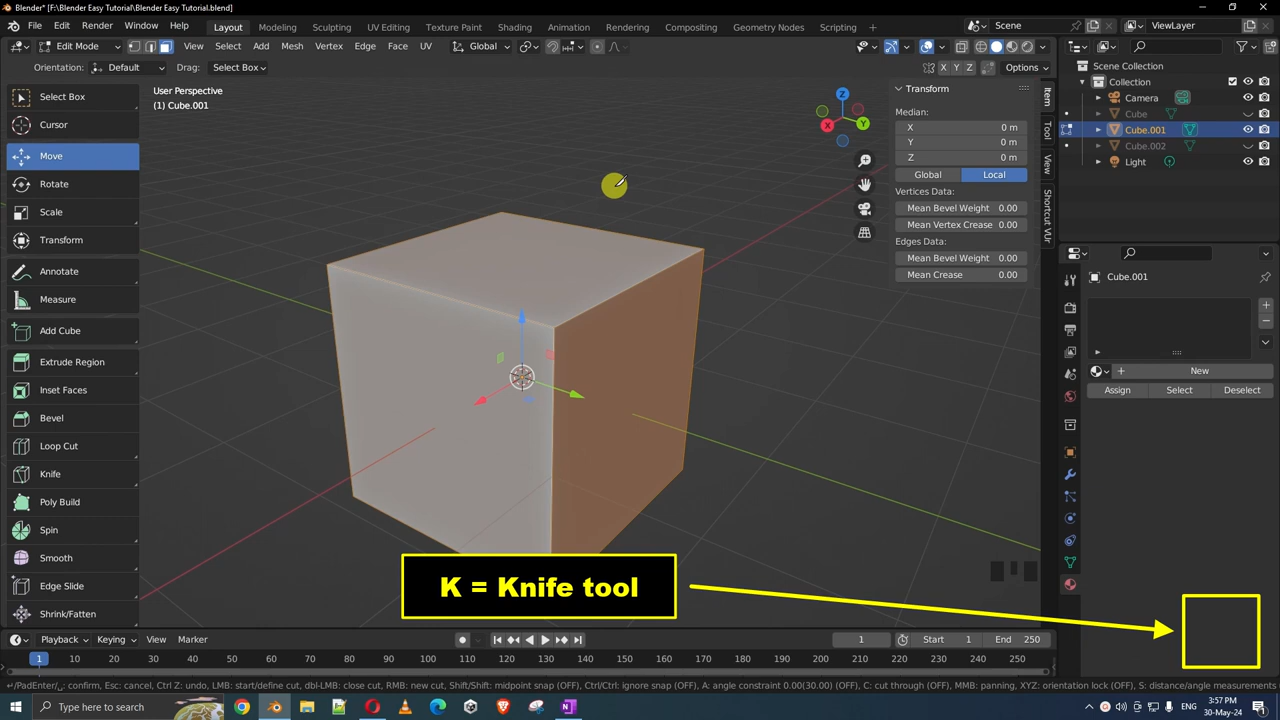 Blender* [F:\Blender Easy Tutorial\Blender Easy Tutorial.blend]
File Edit Render Window Help Layout Modeling Sculpting UV Editing Texture Paint Shading Animation Rendering Compositing Geometry Nodes Scripting Scene ViewLayer
Edit Mode View Select Add Mesh Vertex Edge Face UV Global
Orientation: Default Drag: Select Box X Y Z Options
Select Box
Cursor
Move
Rotate
Scale
Transform
Annotate
Measure
Add Cube
Extrude Region
Inset Faces
Bevel
Loop Cut
Knife
Poly Build
Spin
Smooth
Edge Slide
Shrink/Fatten
User Perspective
(1) Cube.001
Z
X
Y
Transform
Median:
X 0 m
Y 0 m
Z 0 m
Global Local
Vertices Data:
Mean Bevel Weight 0.00
Mean Vertex Crease 0.00
Edges Data:
Mean Bevel Weight 0.00
Mean Crease 0.00
Item
Tool
View
Shortcut VUr
Scene Collection
Collection
Camera
Cube
Cube.001
Cube.002
Light
Cube.001
New
Assign Select Deselect
K = Knife tool
Playback Keying View Marker 1 Start 1 End 250
1 10 20 30 40 50 60 70 80 90 100 110 120 130 140 150 160 170 180 190 200 210 220 230 240 250
confirm, Esc: cancel, Ctrl Z: undo, LMB: start/define cut, dbl-LMB: close cut, RMB: new cut, Shift/Shift: midpoint snap (OFF), Ctrl/Ctrl: ignore snap (OFF), A: angle constraint 0.00(30.00) (OFF), C: cut through (OFF), MMB: panning, XYZ: orientation lock (OFF), S: distance/angle measurements
Type here to search
ENG
3:57 PM
30-May-24